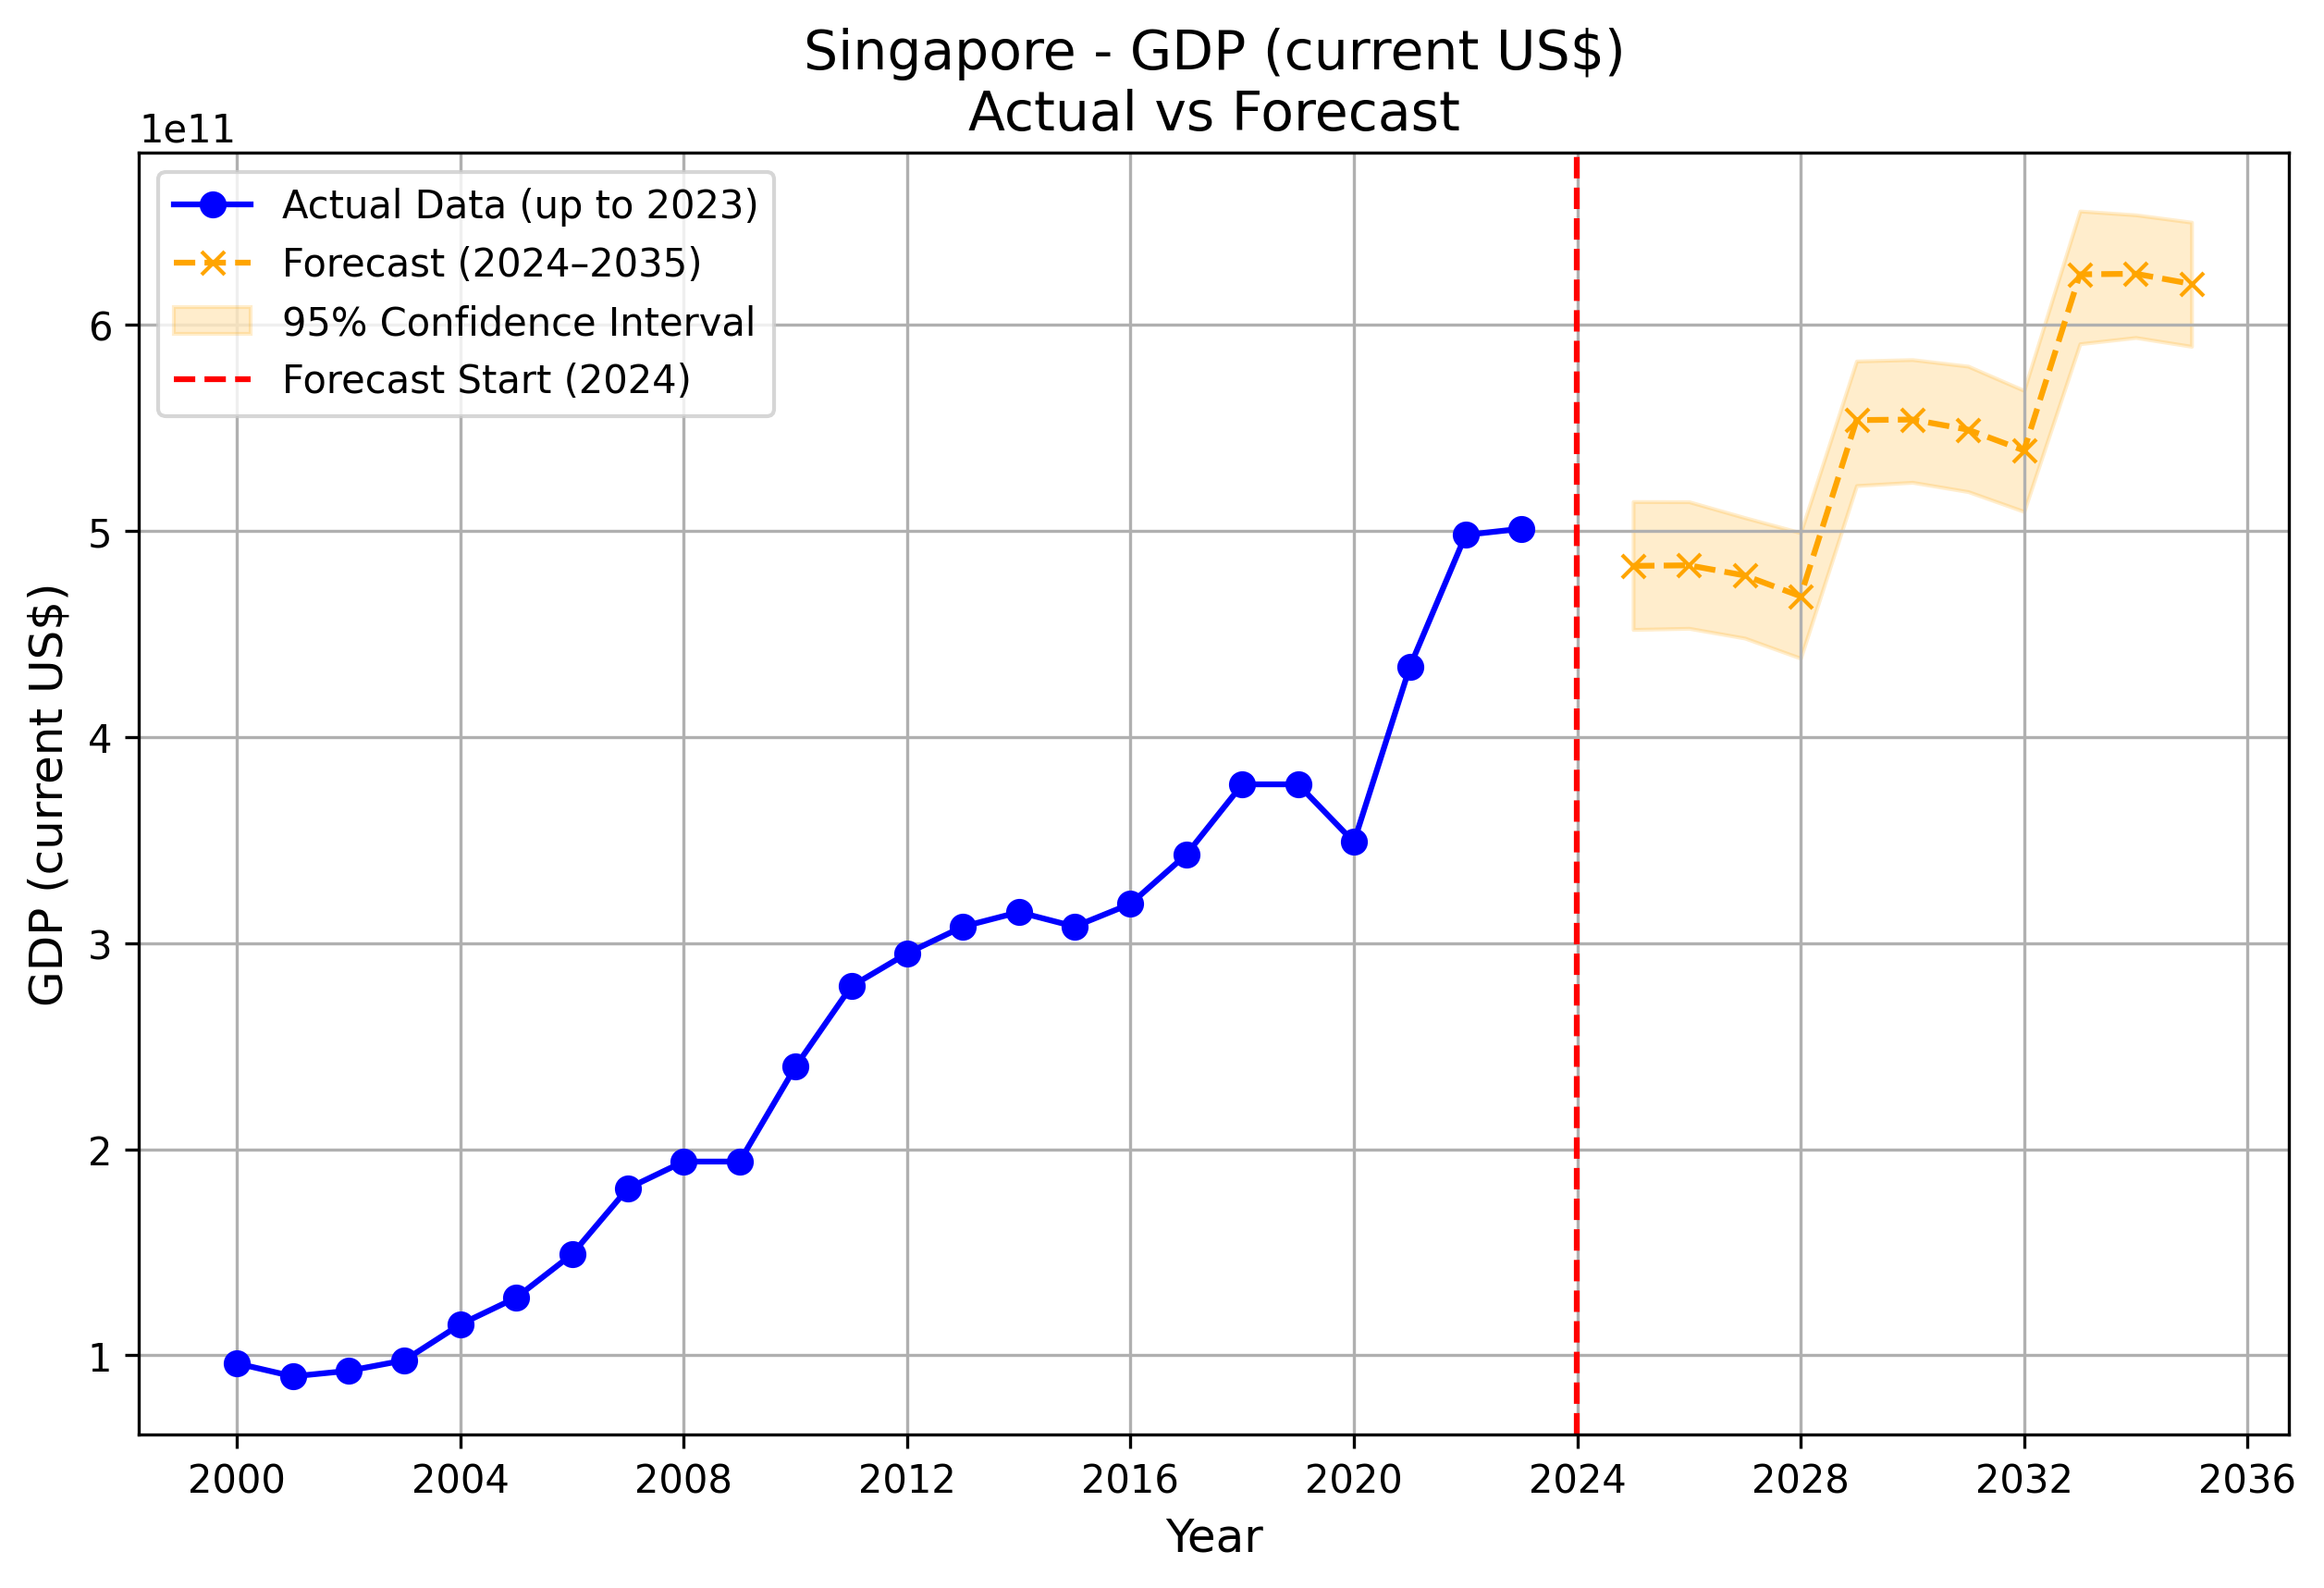 Singapore - GDP (current US$)
Actual vs Forecast
1e11
Actual Data (up to 2023)
Forecast (2024–2035)
95% Confidence Interval
Forecast Start (2024)
6
5
4
3
2
1
GDP (current US$)
2000 2004 2008 2012 2016 2020 2024 2028 2032 2036
Year